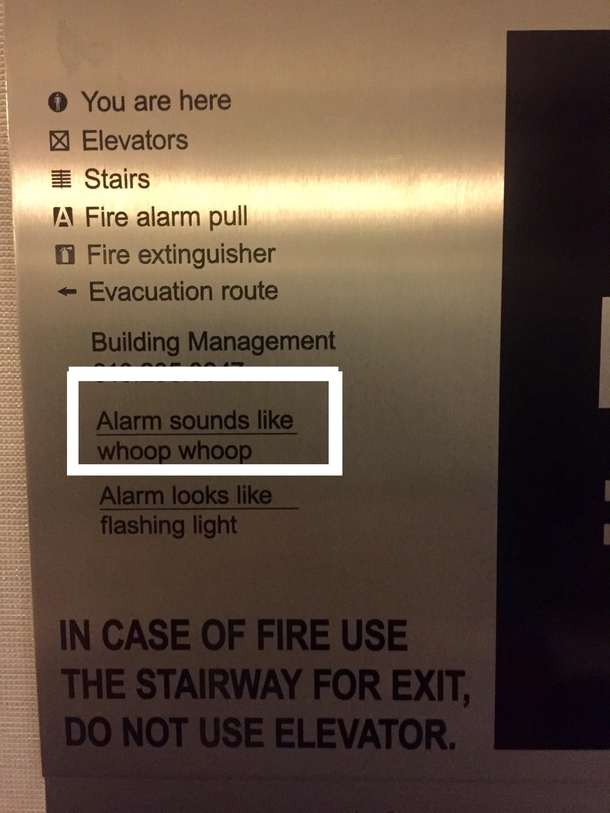 You are here
Elevators
Stairs
A Fire alarm pull
Fire extinguisher
Evacuation route
Building Management
Alarm sounds like
whoop whoop
Alarm looks like
flashing light
IN CASE OF FIRE USE
THE STAIRWAY FOR EXIT,
DO NOT USE ELEVATOR.